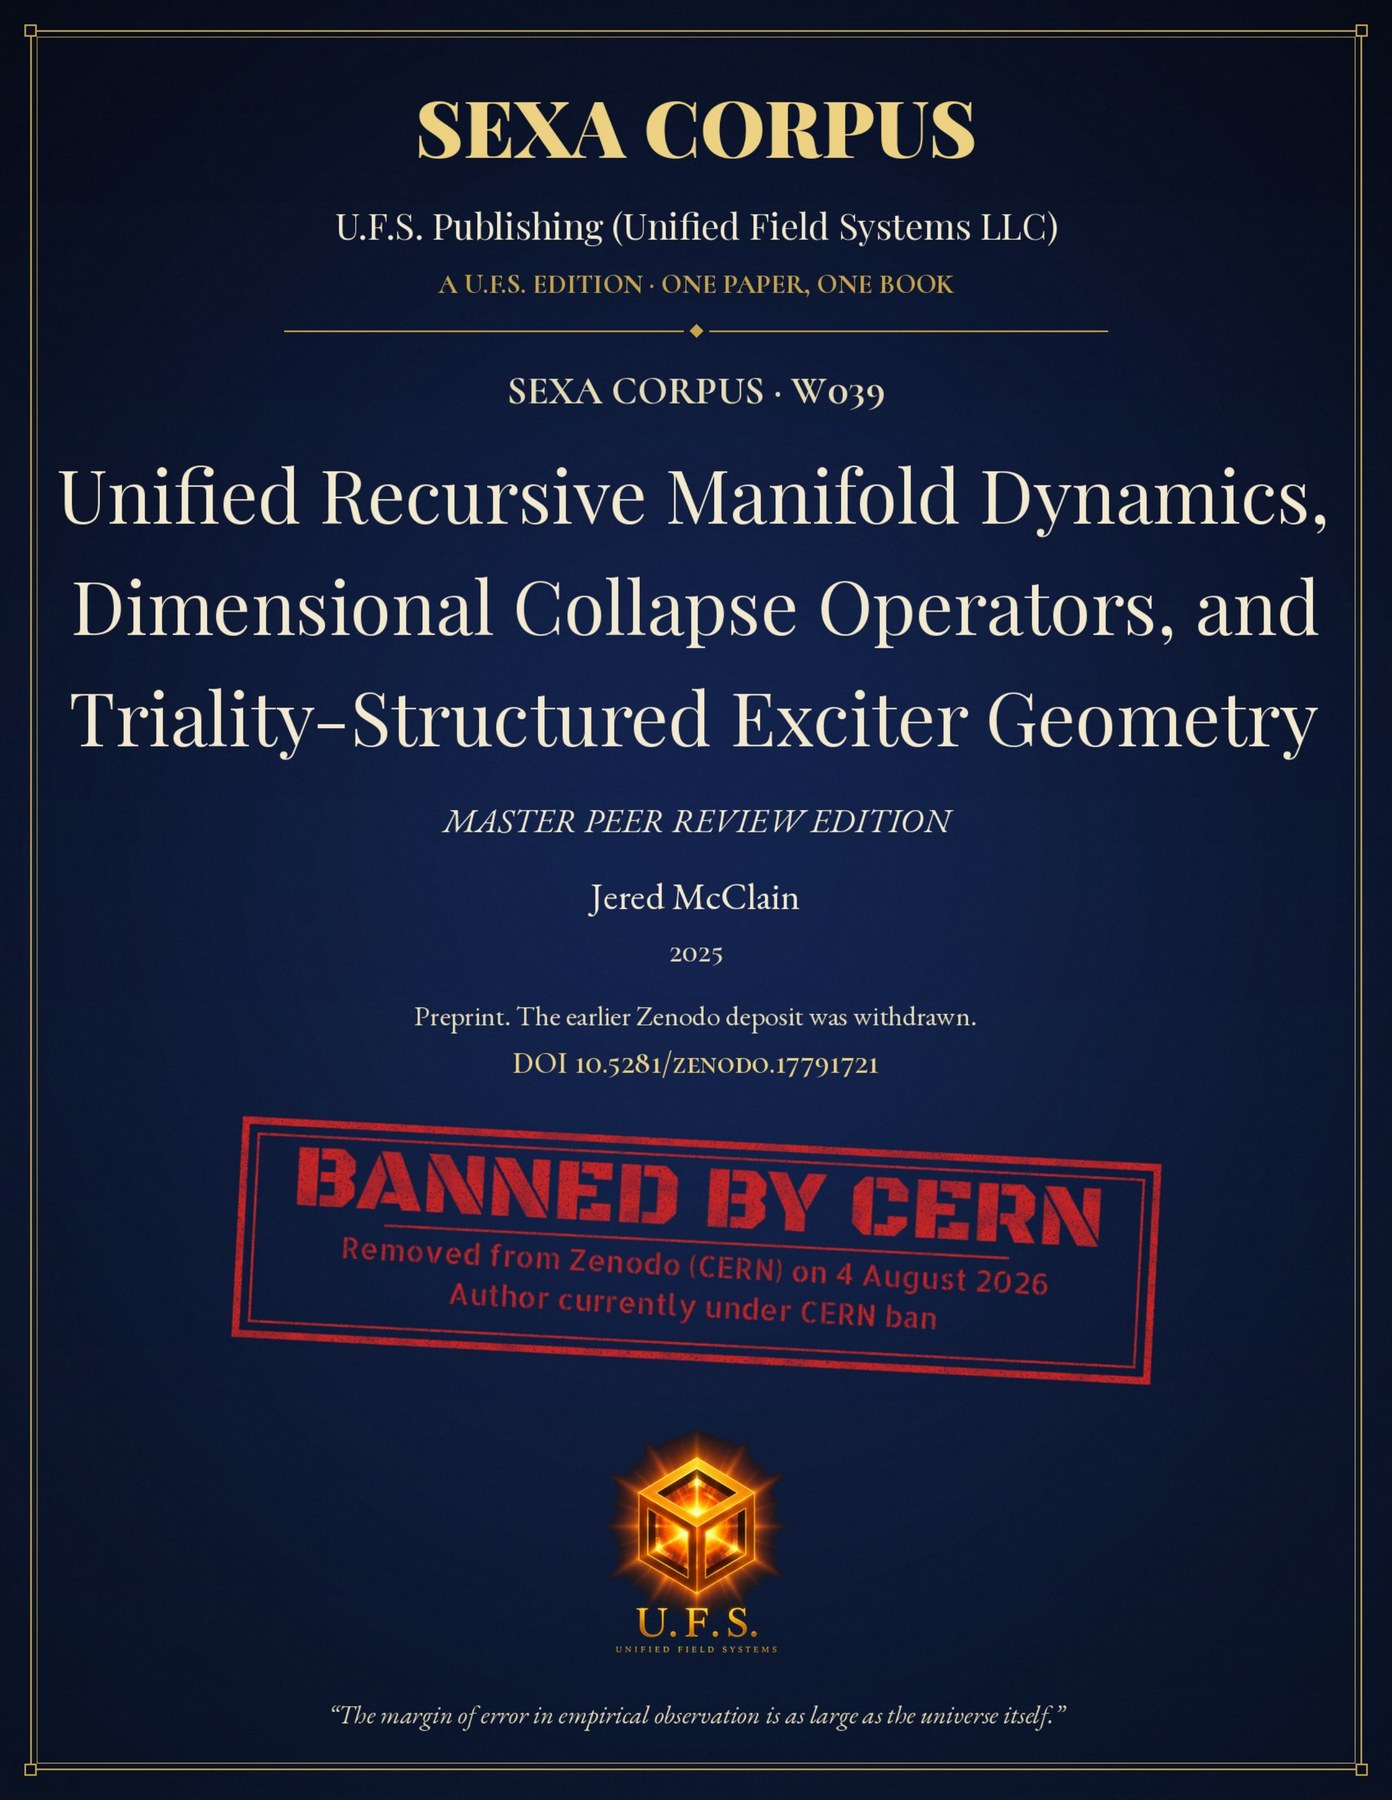 SEXA CORPUS
U.F.S. Publishing (Unified Field Systems LLC)
A U.F.S. EDITION · ONE PAPER, ONE BOOK
SEXA CORPUS · W039
Unified Recursive Manifold Dynamics,
Dimensional Collapse Operators, and
Triality-Structured Exciter Geometry
MASTER PEER REVIEW EDITION
Jered McClain
2025
Preprint. The earlier Zenodo deposit was withdrawn.
DOI 10.5281/ZENODO.17791721
BANNED BY CERN
Removed from Zenodo (CERN) on 4 August 2026
Author currently under CERN ban
U.F.S.
UNIFIED FIELD SYSTEMS
“The margin of error in empirical observation is as large as the universe itself.”